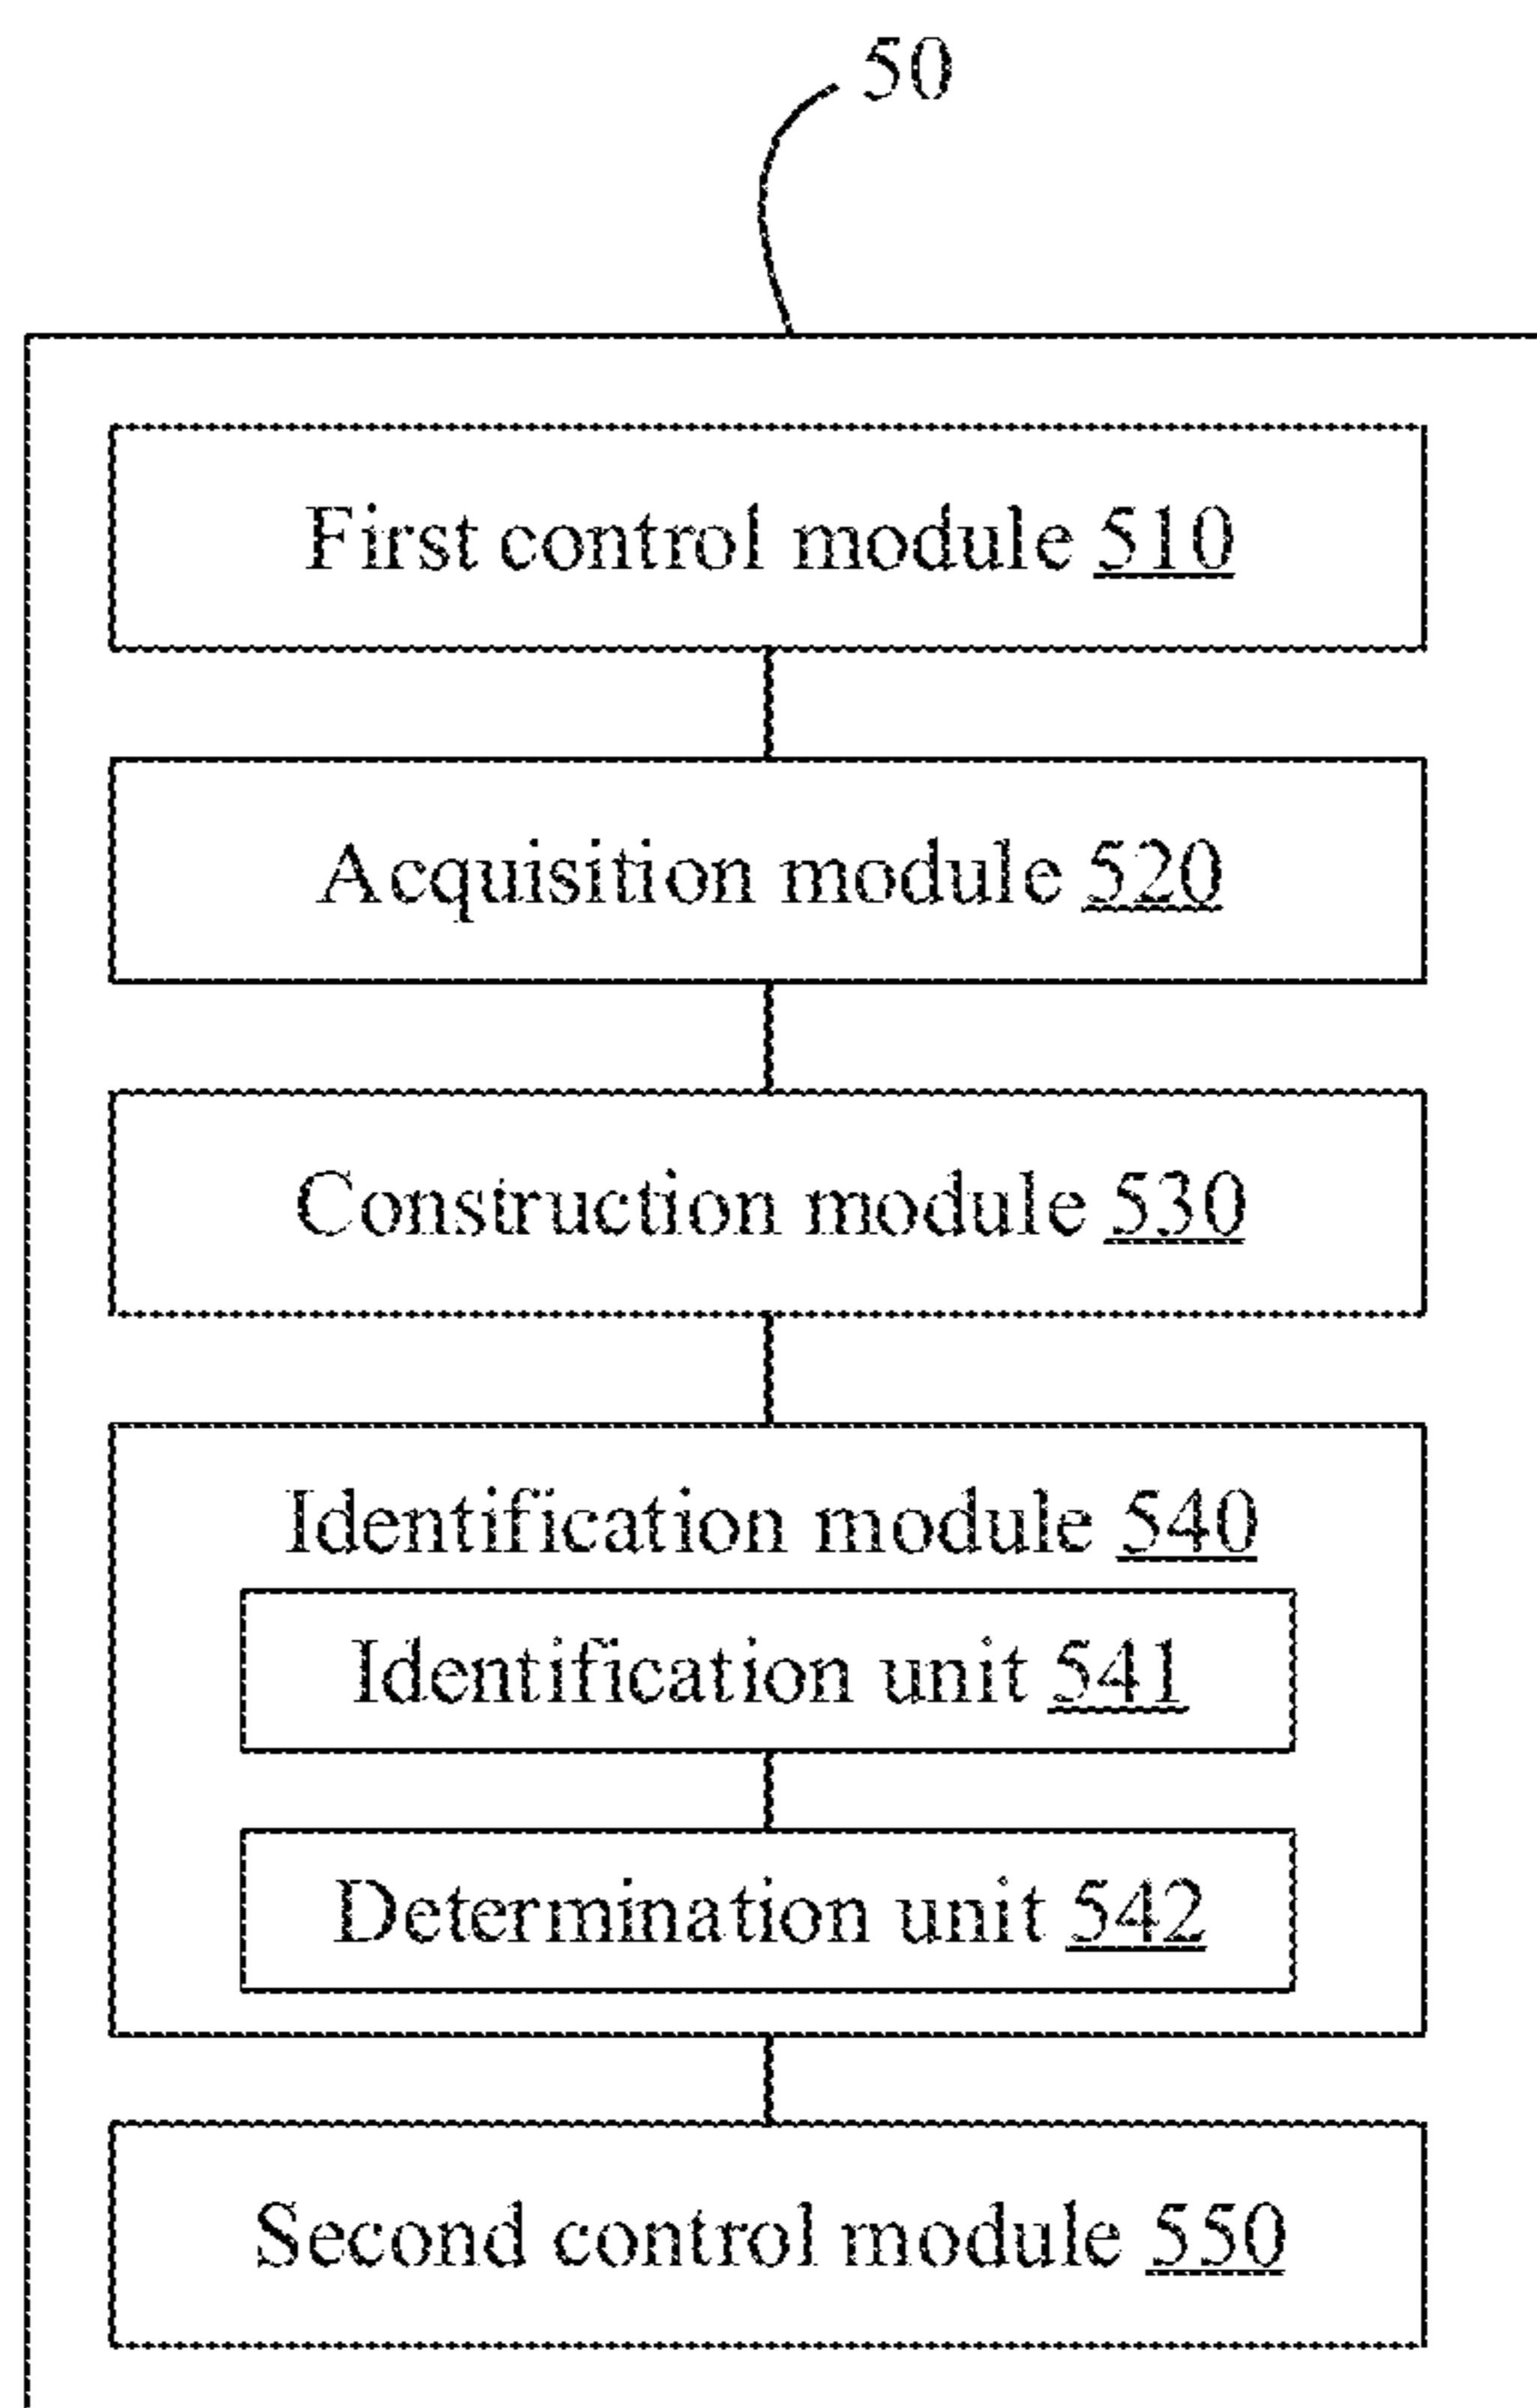 50
First control module 510
Acquisition module 520
Construction module 530
Identification module 540
Identification unit 541
Determination unit 542
Second control module 550